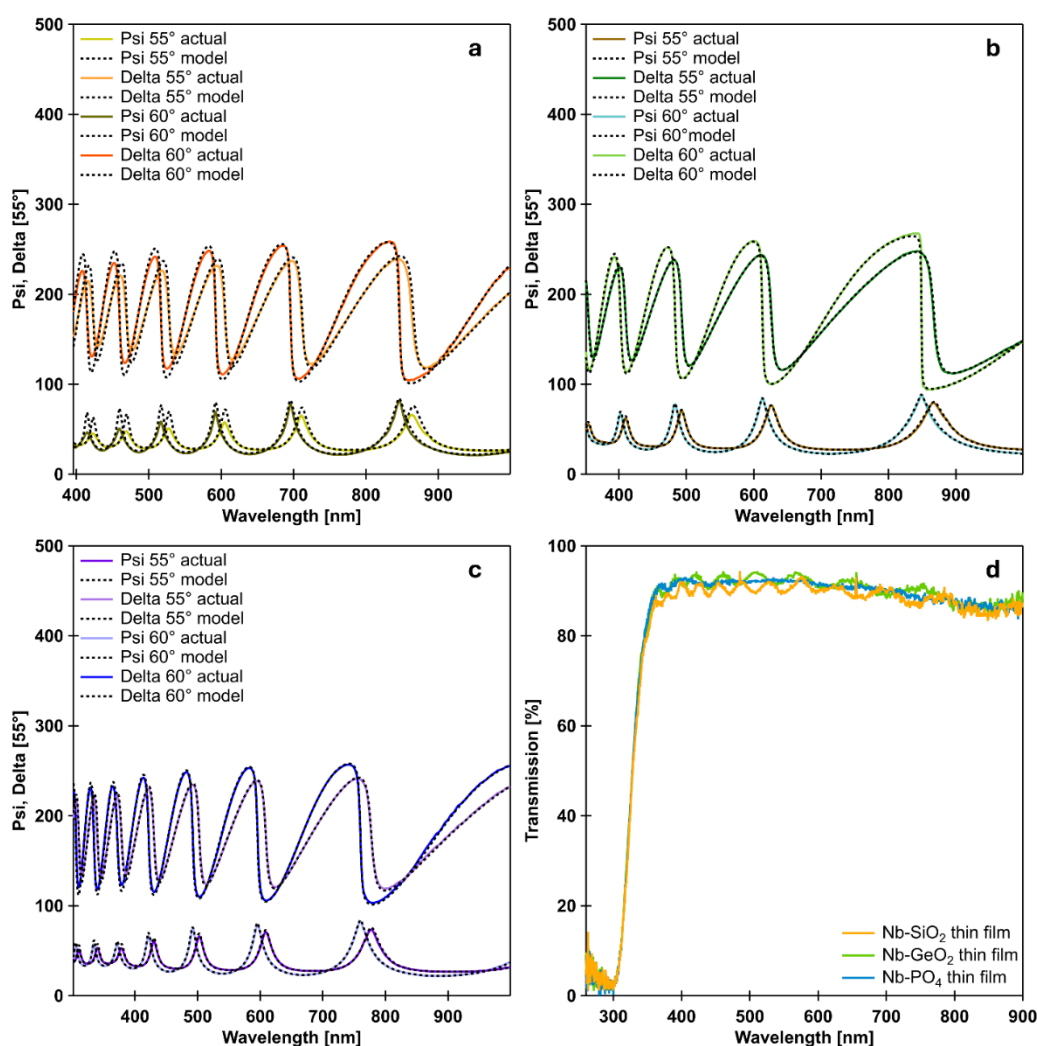 500
400
300
200
100
0
Psi, Delta [55°]
Psi 55° actual
Psi 55° model
Delta 55° actual
Delta 55° model
Psi 60° actual
Psi 60° model
Delta 60° actual
Delta 60° model
a
400 500 600 700 800 900
Wavelength [nm]
500
400
300
200
100
0
Psi, Delta [55°]
Psi 55° actual
Psi 55° model
Delta 55° actual
Delta 55° model
Psi 60° actual
Psi 60°model
Delta 60° actual
Delta 60° model
b
400 500 600 700 800 900
Wavelength [nm]
500
400
300
200
100
0
Psi, Delta [55°]
Psi 55° actual
Psi 55° model
Delta 55° actual
Delta 55° model
Psi 60° actual
Psi 60° model
Delta 60° actual
Delta 60° model
c
400 500 600 700 800 900
Wavelength [nm]
100
80
60
40
20
0
Transmission [%]
d
Nb-SiO₂ thin film
Nb-GeO₂ thin film
Nb-PO₄ thin film
300 400 500 600 700 800 900
Wavelength [nm]